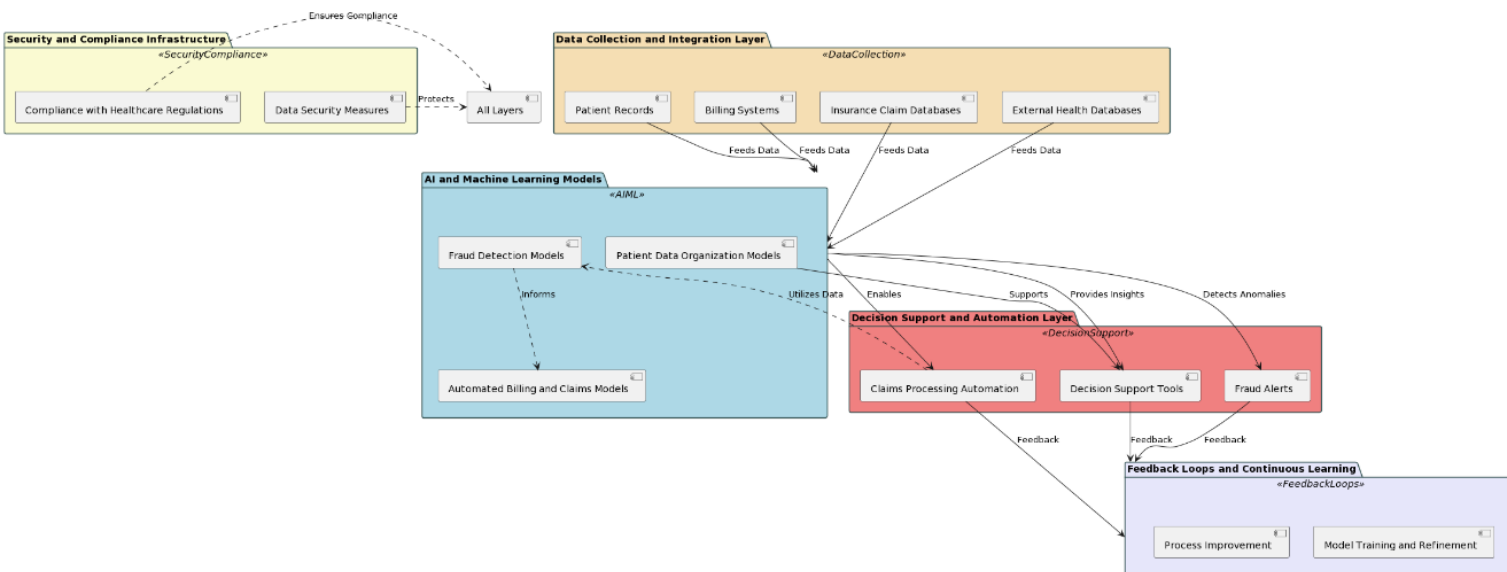 Ensures Gompliance
Security and Compliance Infrastructure
«SecurityCompliance»
Compliance with Healthcare Regulations
Data Security Measures
Protects
All Layers
Data Collection and Integration Layer
«DataCollection»
Patient Records
Billing Systems
Insurance Claim Databases
External Health Databases
Feeds Data
Feeds Data
Feeds Data
Feeds Data
AI and Machine Learning Models
«AIML»
Fraud Detection Models
Patient Data Organization Models
Informs
Utilizes Data
Enables
Supports
Provides Insights
Detects Anomalies
Automated Billing and Claims Models
Decision Support and Automation Layer
«DecisionSupport»
Claims Processing Automation
Decision Support Tools
Fraud Alerts
Feedback
Feedback
Feedback
Feedback Loops and Continuous Learning
«FeedbackLoops»
Process Improvement
Model Training and Refinement